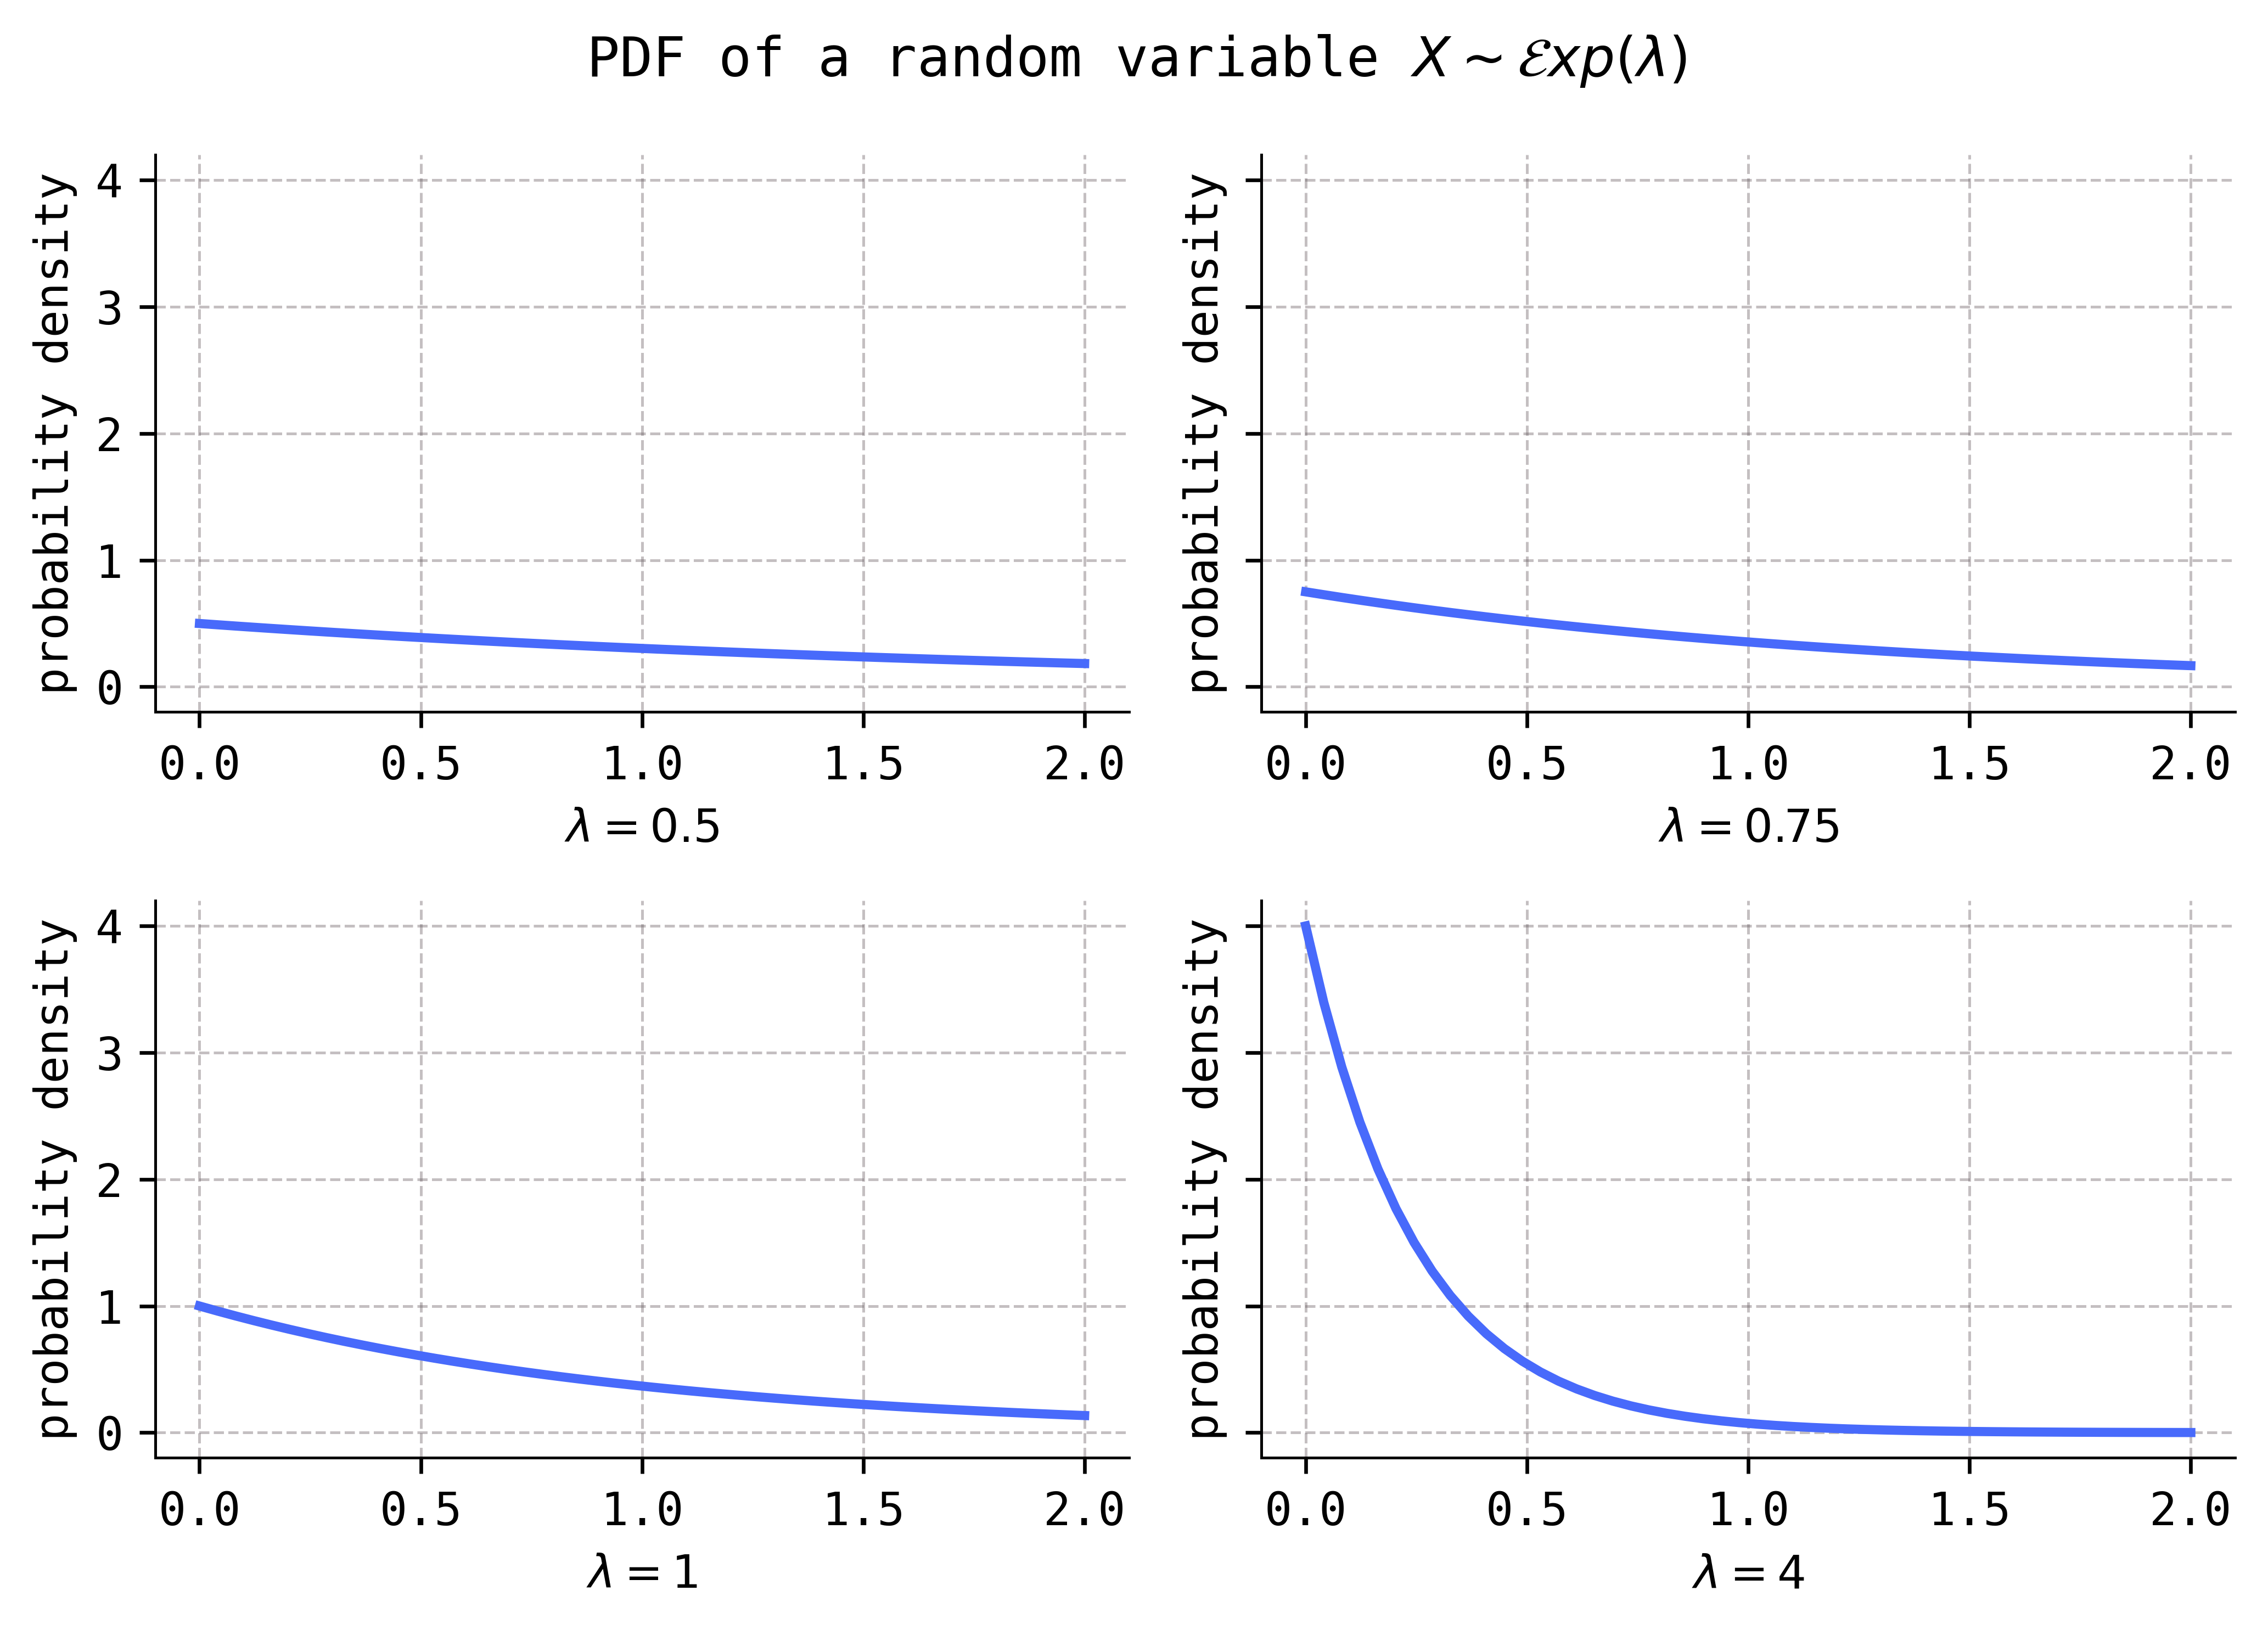 PDF of a random variable X ~ ℰxp(λ)
probability density
4
3
2
1
0
0.0 0.5 1.0 1.5 2.0
λ = 0.5
probability density
0.0 0.5 1.0 1.5 2.0
λ = 0.75
probability density
4
3
2
1
0
0.0 0.5 1.0 1.5 2.0
λ = 1
probability density
0.0 0.5 1.0 1.5 2.0
λ = 4